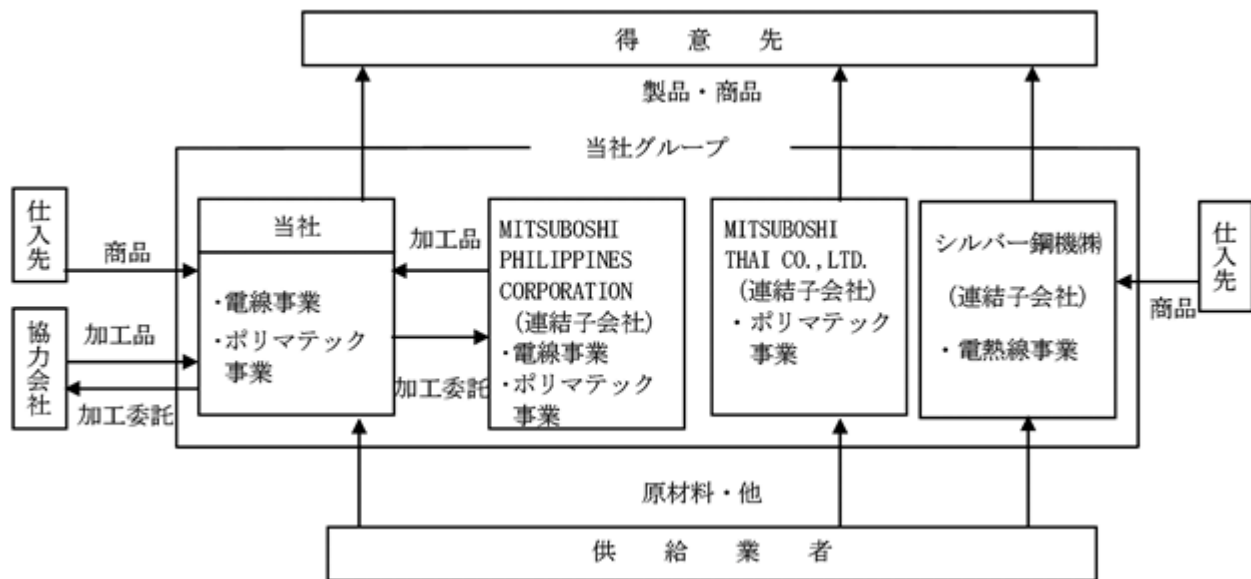 得意先
製品・商品
当社グループ
仕入先
商品
協力会社
加工品
加工委託
当社
・電線事業
・ポリマテック
事業
加工品
加工委託
MITSUBOSHI
PHILIPPINES
CORPORATION
(連結子会社)
・電線事業
・ポリマテック
事業
MITSUBOSHI
THAI CO.,LTD.
(連結子会社)
・ポリマテック
事業
シルバー鋼機㈱
(連結子会社)
・電熱線事業
仕入先
商品
原材料・他
供給業者